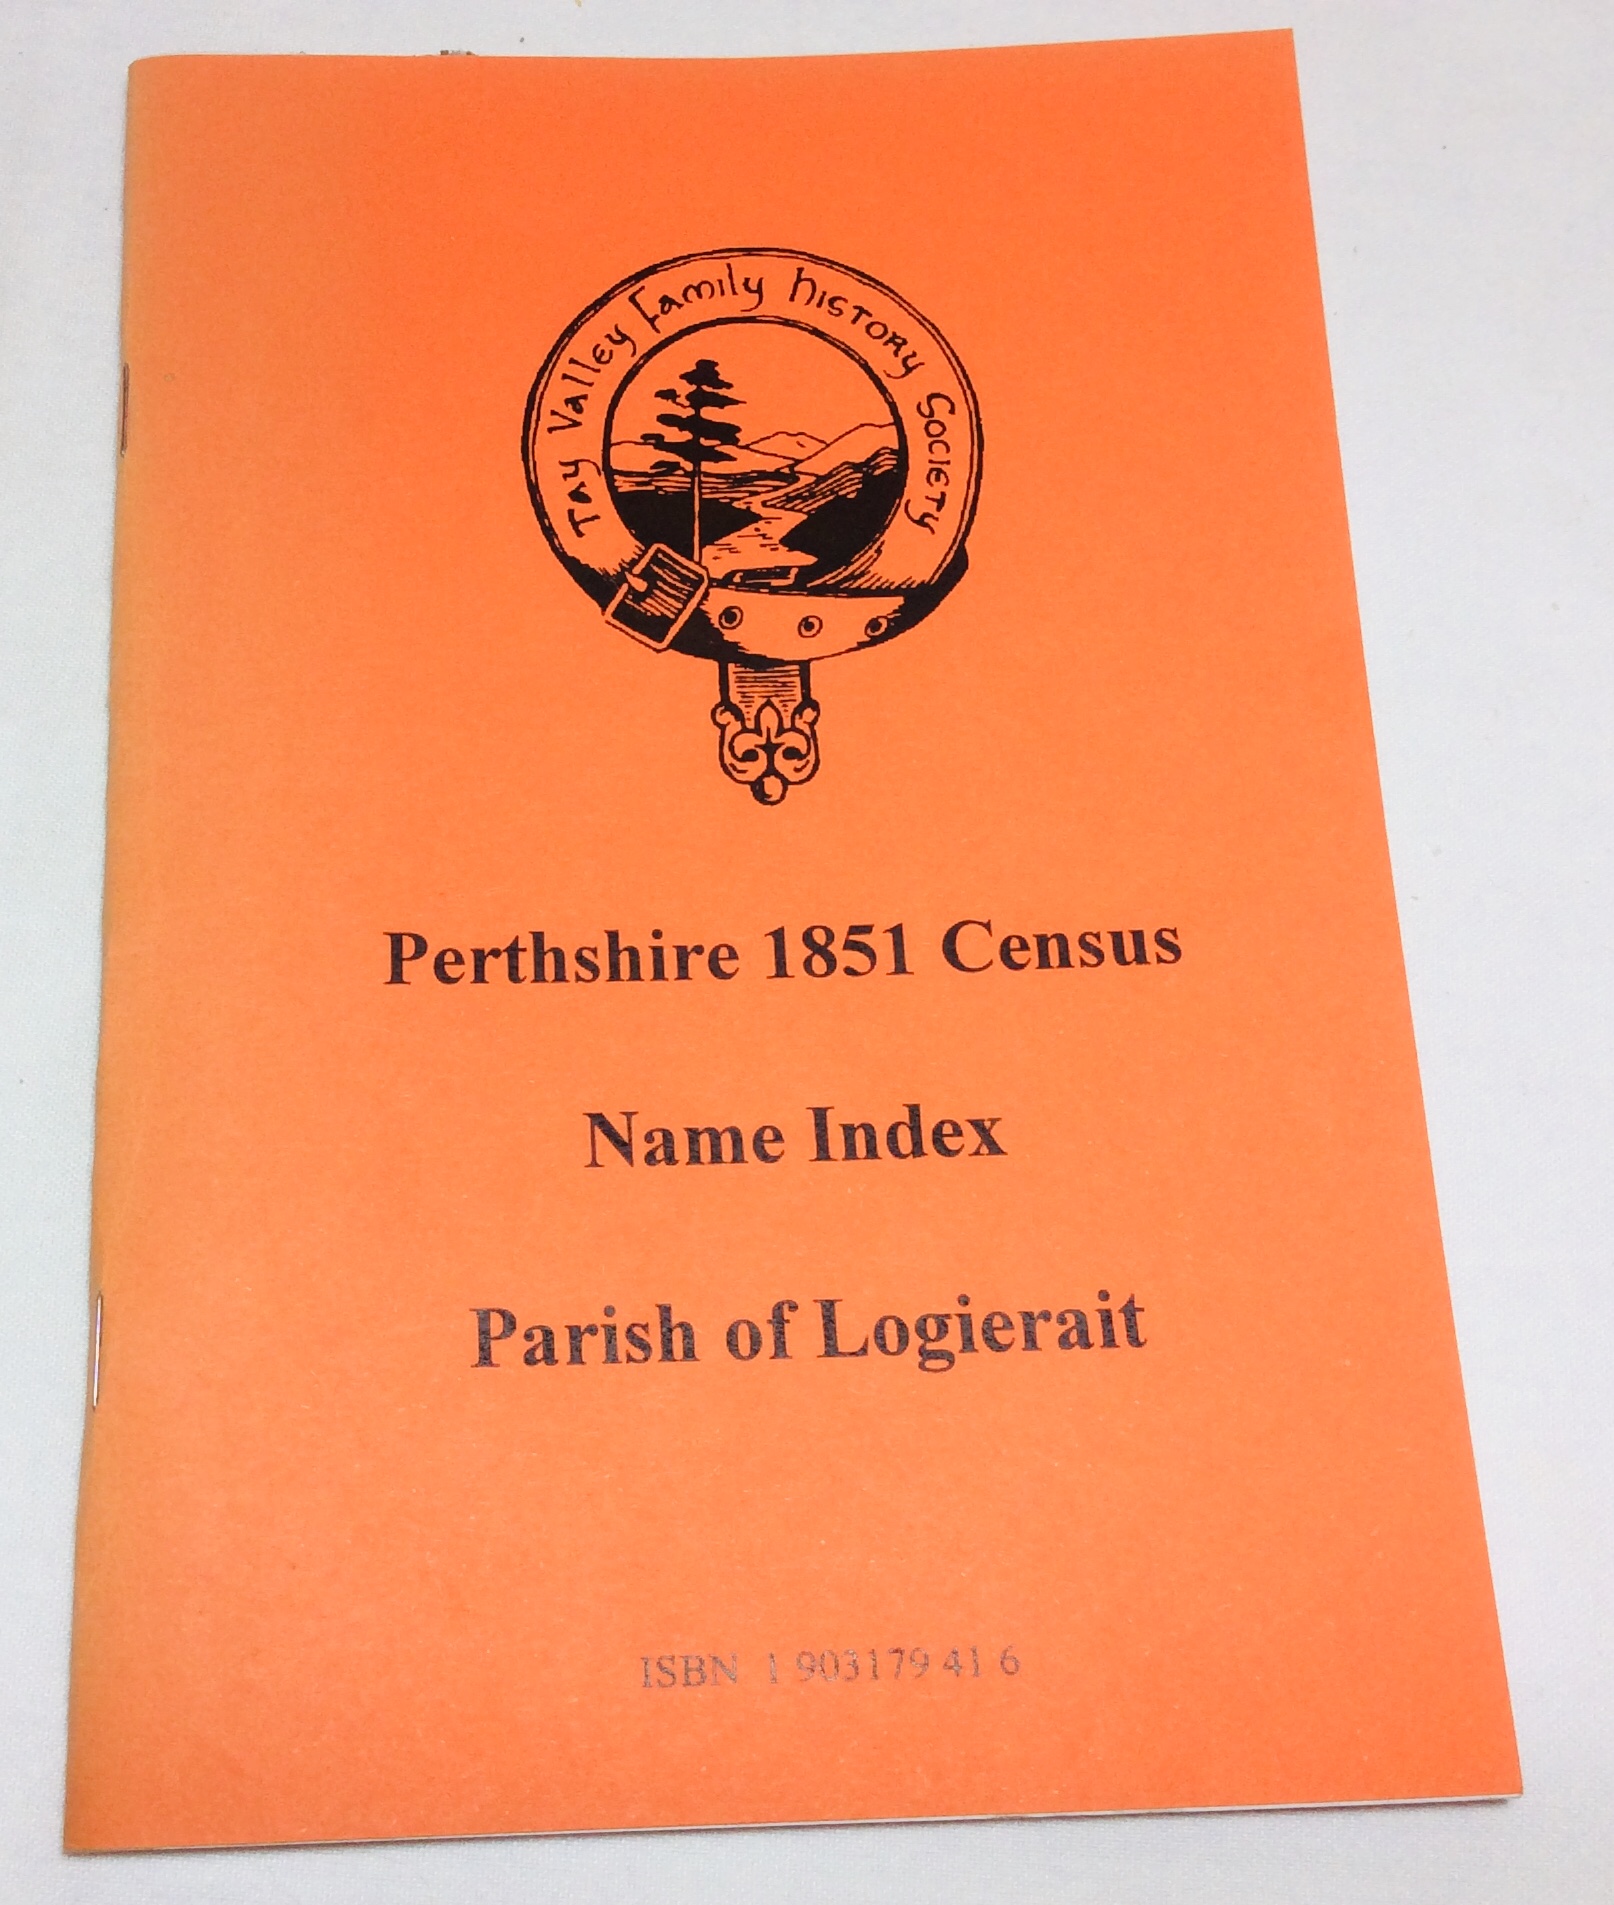 Tay Valley Family History Society
Perthshire 1851 Census
Name Index
Parish of Logierait
ISBN 1 903179 41 6